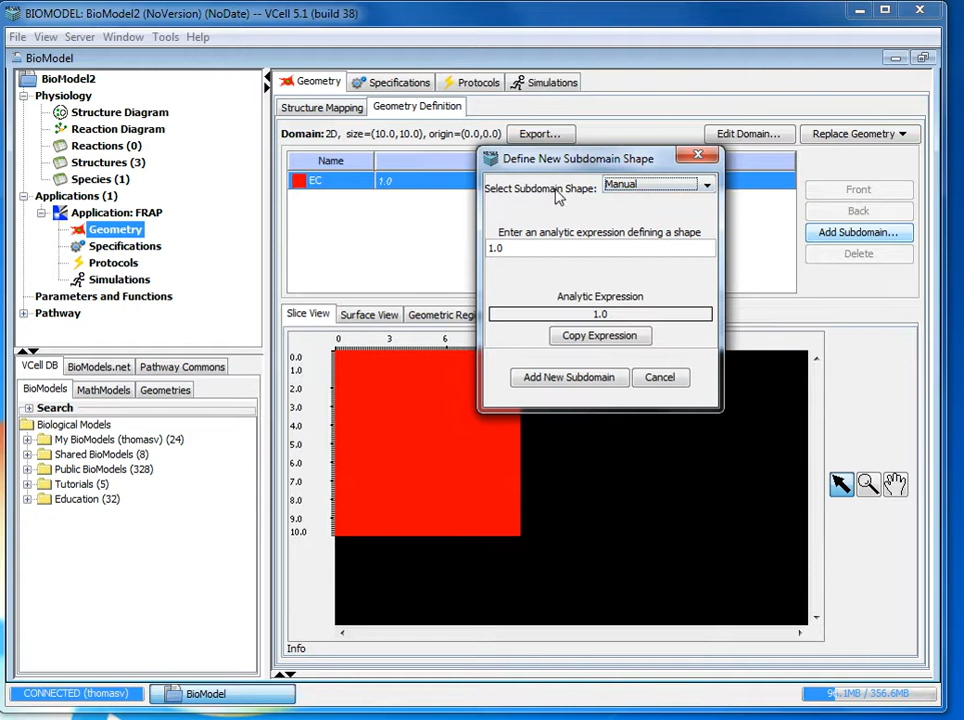 BIOMODEL: BioModel2 (NoVersion) (NoDate) -- VCell 5.1 (build 38)
File View Server Window Tools Help
BioModel
BioModel2
Physiology
Structure Diagram
Reaction Diagram
Reactions (0)
Structures (3)
Species (1)
Applications (1)
Application: FRAP
Geometry
Specifications
Protocols
Simulations
Parameters and Functions
Pathway
VCell DB BioModels.net Pathway Commons
BioModels MathModels Geometries
Search
Biological Models
My BioModels (thomasv) (24)
Shared BioModels (8)
Public BioModels (328)
Tutorials (5)
Education (32)
Geometry Specifications Protocols Simulations
Structure Mapping Geometry Definition
Domain: 2D, size=(10.0,10.0), origin=(0.0,0.0) Export... Edit Domain... Replace Geometry
Name
EC 1.0
Front
Back
Add Subdomain...
Delete
Define New Subdomain Shape
Select Subdomain Shape: Manual
Enter an analytic expression defining a shape
1.0
Analytic Expression
1.0
Copy Expression
Add New Subdomain Cancel
Slice View Surface View Geometric
0 3 6
0.0
1.0
3.0
4.0
5.0
6.0
7.0
8.0
9.0
10.0
Info
CONNECTED (thomasv) BioModel